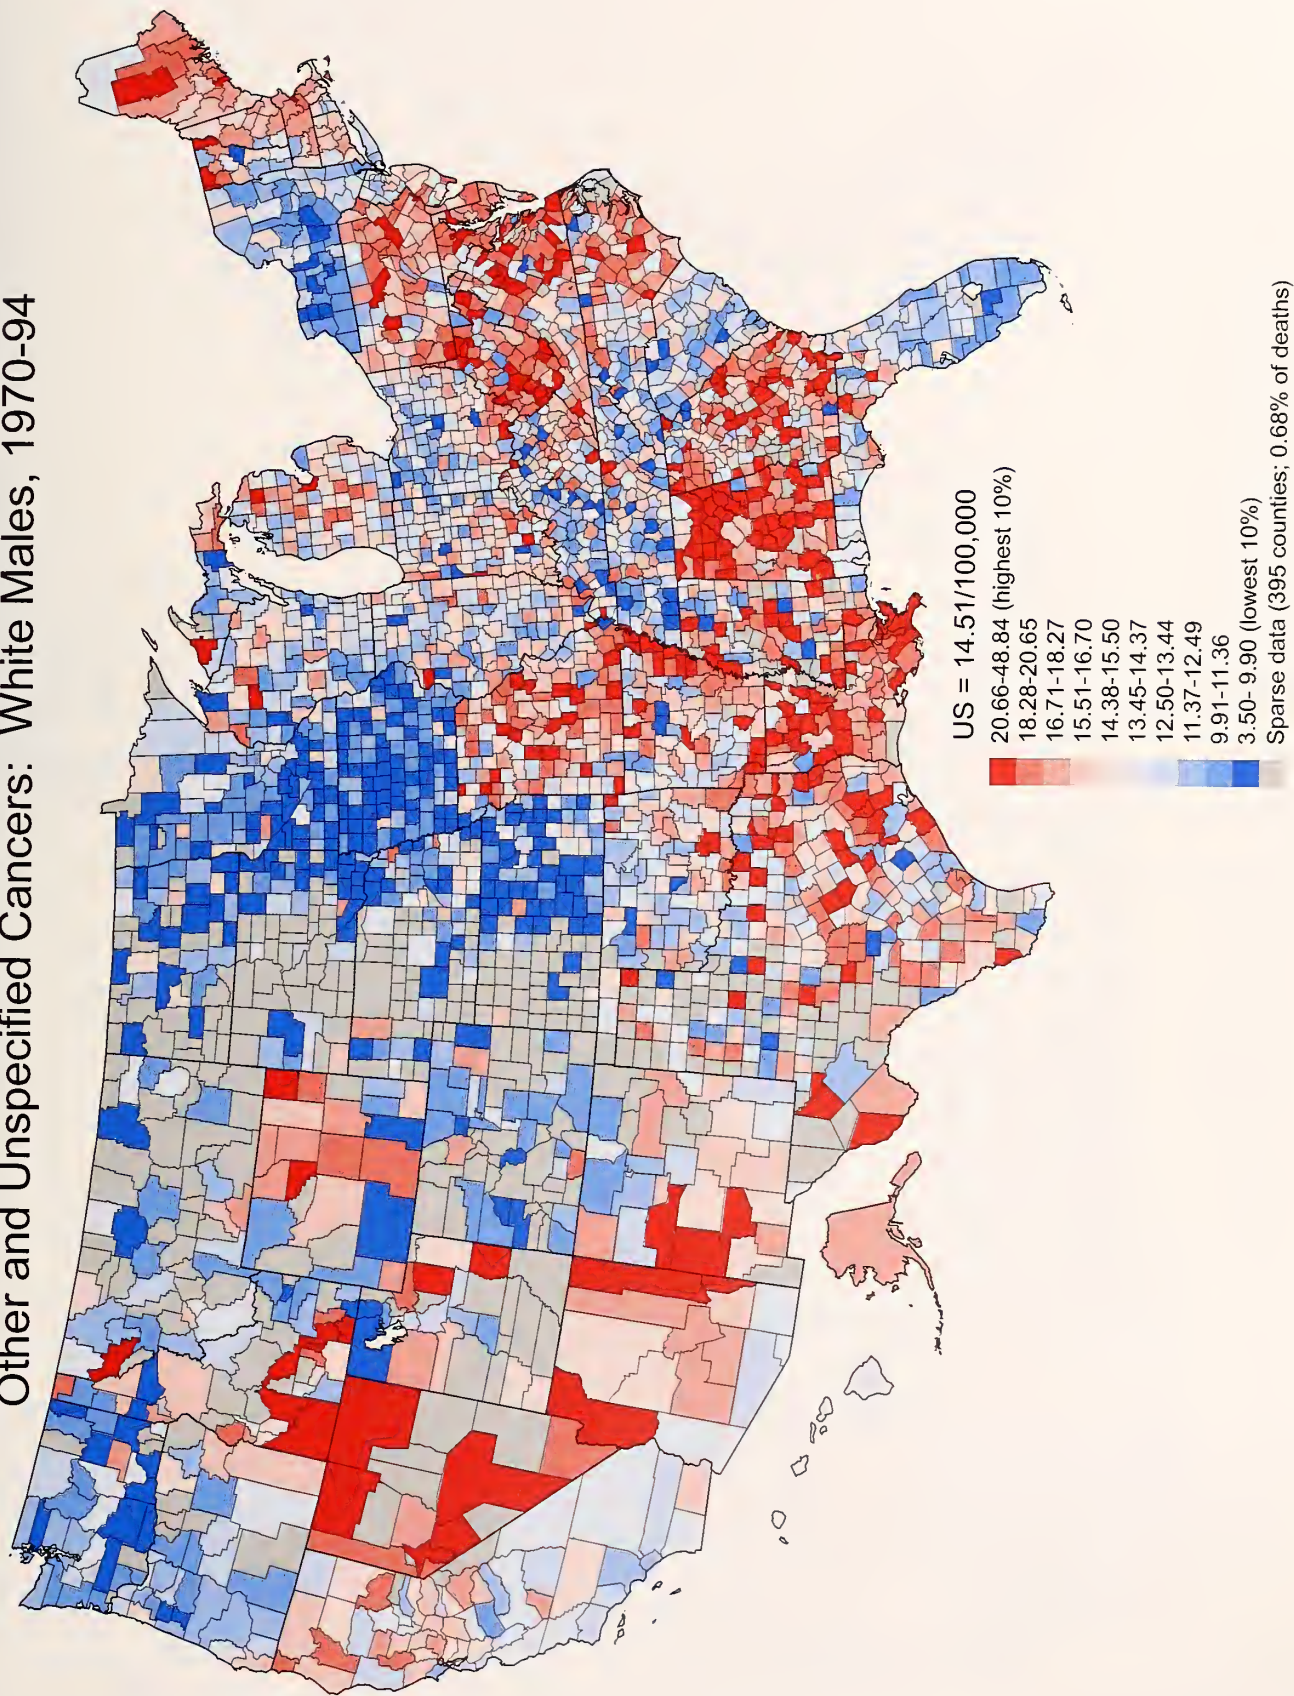 Other and Unspecified Cancers: White Males, 1970-94
US = 14.51/100,000
20.66-48.84 (highest 10%)
18.28-20.65
16.71-18.27
15.51-16.70
14.38-15.50
13.45-14.37
12.50-13.44
11.37-12.49
9.91-11.36
3.50- 9.90 (lowest 10%)
Sparse data (395 counties; 0.68% of deaths)